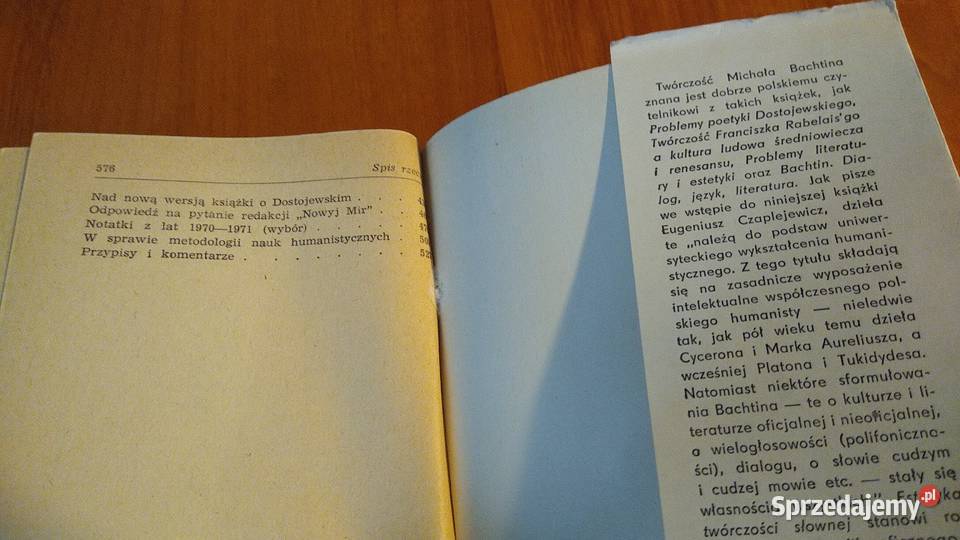 576 Spis
Nad nową wersją książki o Dostojewskim . . .
Odpowiedź na pytanie redakcji „Nowyj Mir” . .
Notatki z lat 1970—1971 (wybór) . . . . . .
W sprawie metodologii nauk humanistycznych .
Przypisy i komentarze . . . . . . . .
Twórczość Michała Bachtina
znana jest dobrze polskiemu czy-
telnikowi z takich książek, jak
Problemy poetyki Dostojewskiego,
Twórczość Franciszka Rabelais'go
a kultura ludowa średniowiecza
i renesansu, Problemy literatu-
ry i estetyki oraz Bachtin. Dia-
log, język, literatura. Jak pisze
we wstępie do niniejszej książki
Eugeniusz Czaplejewicz, dzieła
te „należą do podstaw uniwer-
syteckiego wykształcenia humani-
stycznego. Z tego tytułu składają
się na zasadnicze wyposażenie
intelektualne współczesnego pol-
skiego humanisty — nieledwie
tak, jak pół wieku temu dzieła
Cycerona i Marka Aureliusza, a
wcześniej Platona i Tukidydesa.
Natomiast niektóre sformułowa-
nia Bachtina — te o kulturze i li-
teraturze oficjalnej i nieoficjalnej,
a wielogłosowości (polifoniczno-
ści), dialogu, o słowie cudzym
i cudzej mowie etc. — stały się
własnością
twórczości słownej stanowi
Sprzedajemy.pl